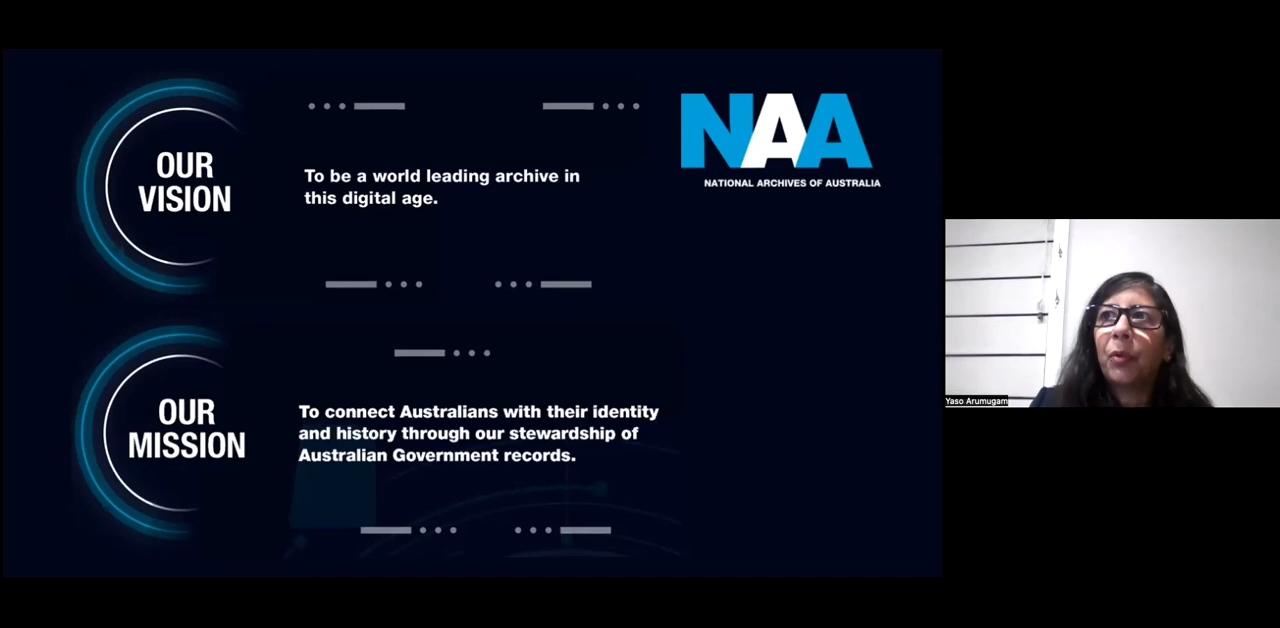 OUR
VISION
To be a world leading archive in
this digital age.
NAA
NATIONAL ARCHIVES OF AUSTRALIA
OUR
MISSION
To connect Australians with their identity
and history through our stewardship of
Australian Government records.
Yaso Arumugam